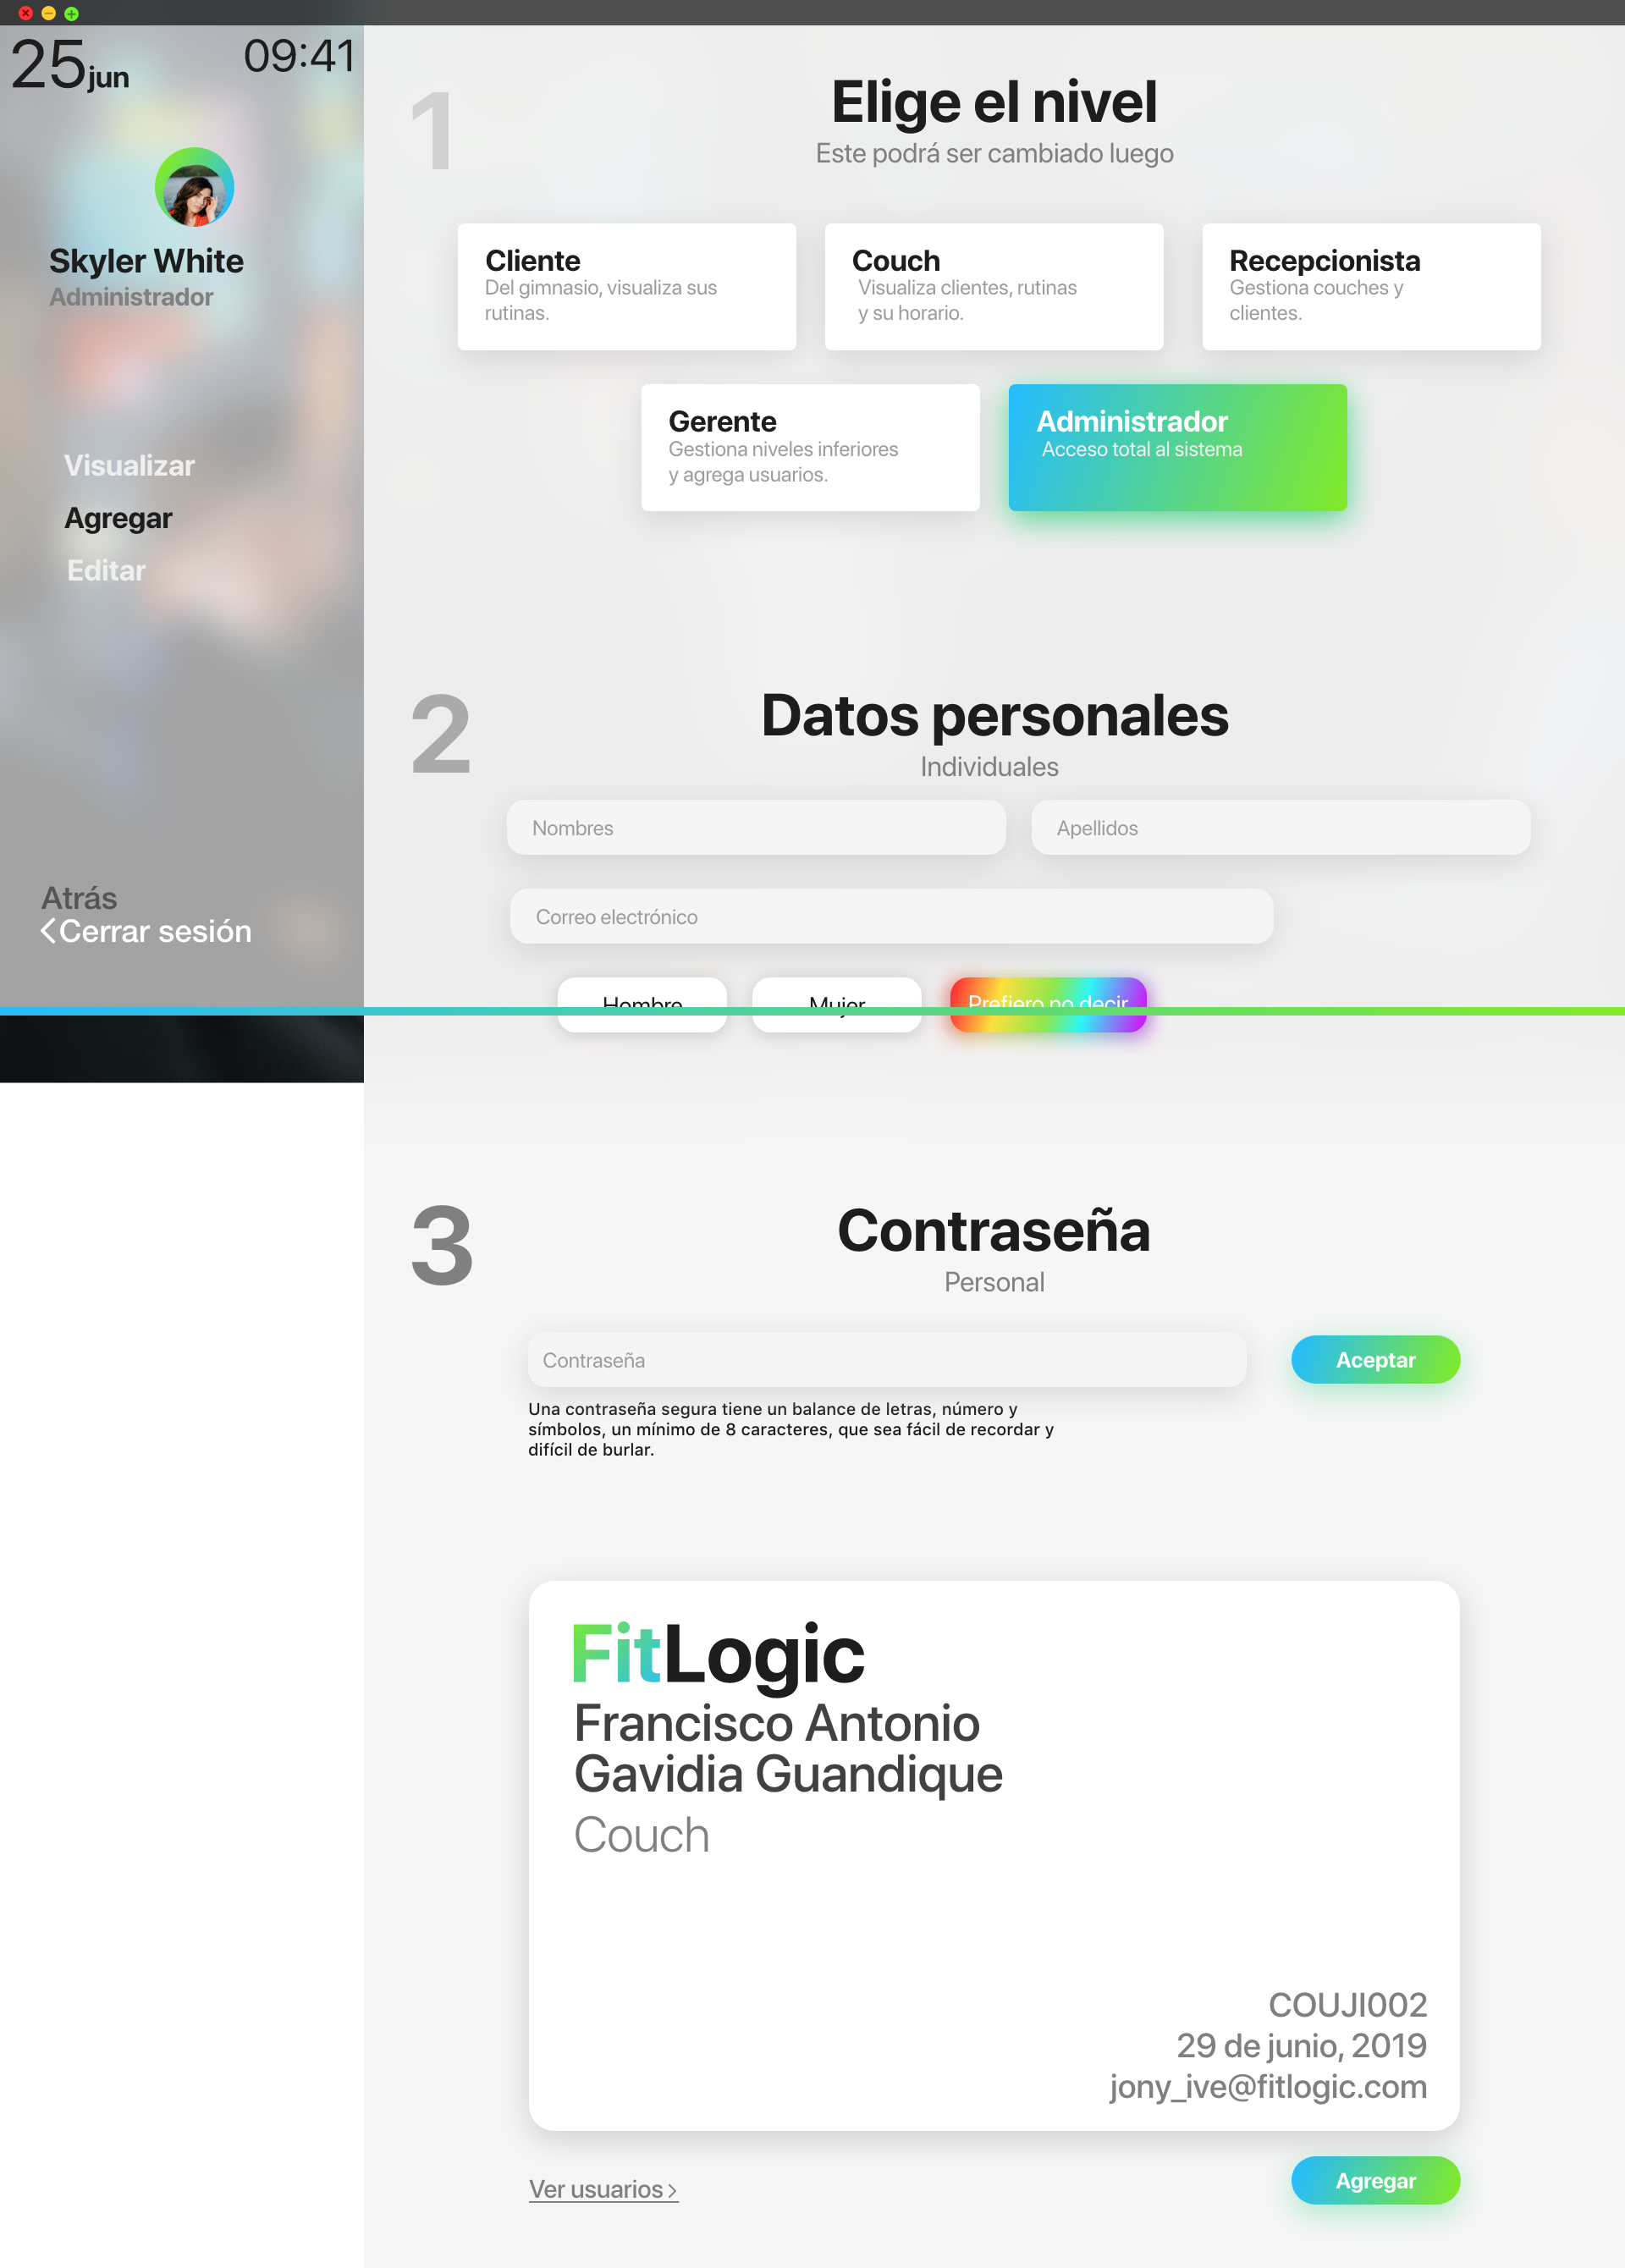 25 jun
09:41
Skyler White
Administrador
Visualizar
Agregar
Editar
Atrás
Cerrar sesión
1
Elige el nivel
Este podrá ser cambiado luego
Cliente
Del gimnasio, visualiza sus
rutinas.
Couch
Visualiza clientes, rutinas
y su horario.
Recepcionista
Gestiona couches y
clientes.
Gerente
Gestiona niveles inferiores
y agrega usuarios.
Administrador
Acceso total al sistema
2
Datos personales
Individuales
Nombres
Apellidos
Correo electrónico
Hombre
Mujer
Prefiero no decir
3
Contraseña
Personal
Contraseña
Aceptar
Una contraseña segura tiene un balance de letras, número y
símbolos, un mínimo de 8 caracteres, que sea fácil de recordar y
difícil de burlar.
FitLogic
Francisco Antonio
Gavidia Guandique
Couch
COUJI002
29 de junio, 2019
jony_ive@fitlogic.com
Ver usuarios >
Agregar